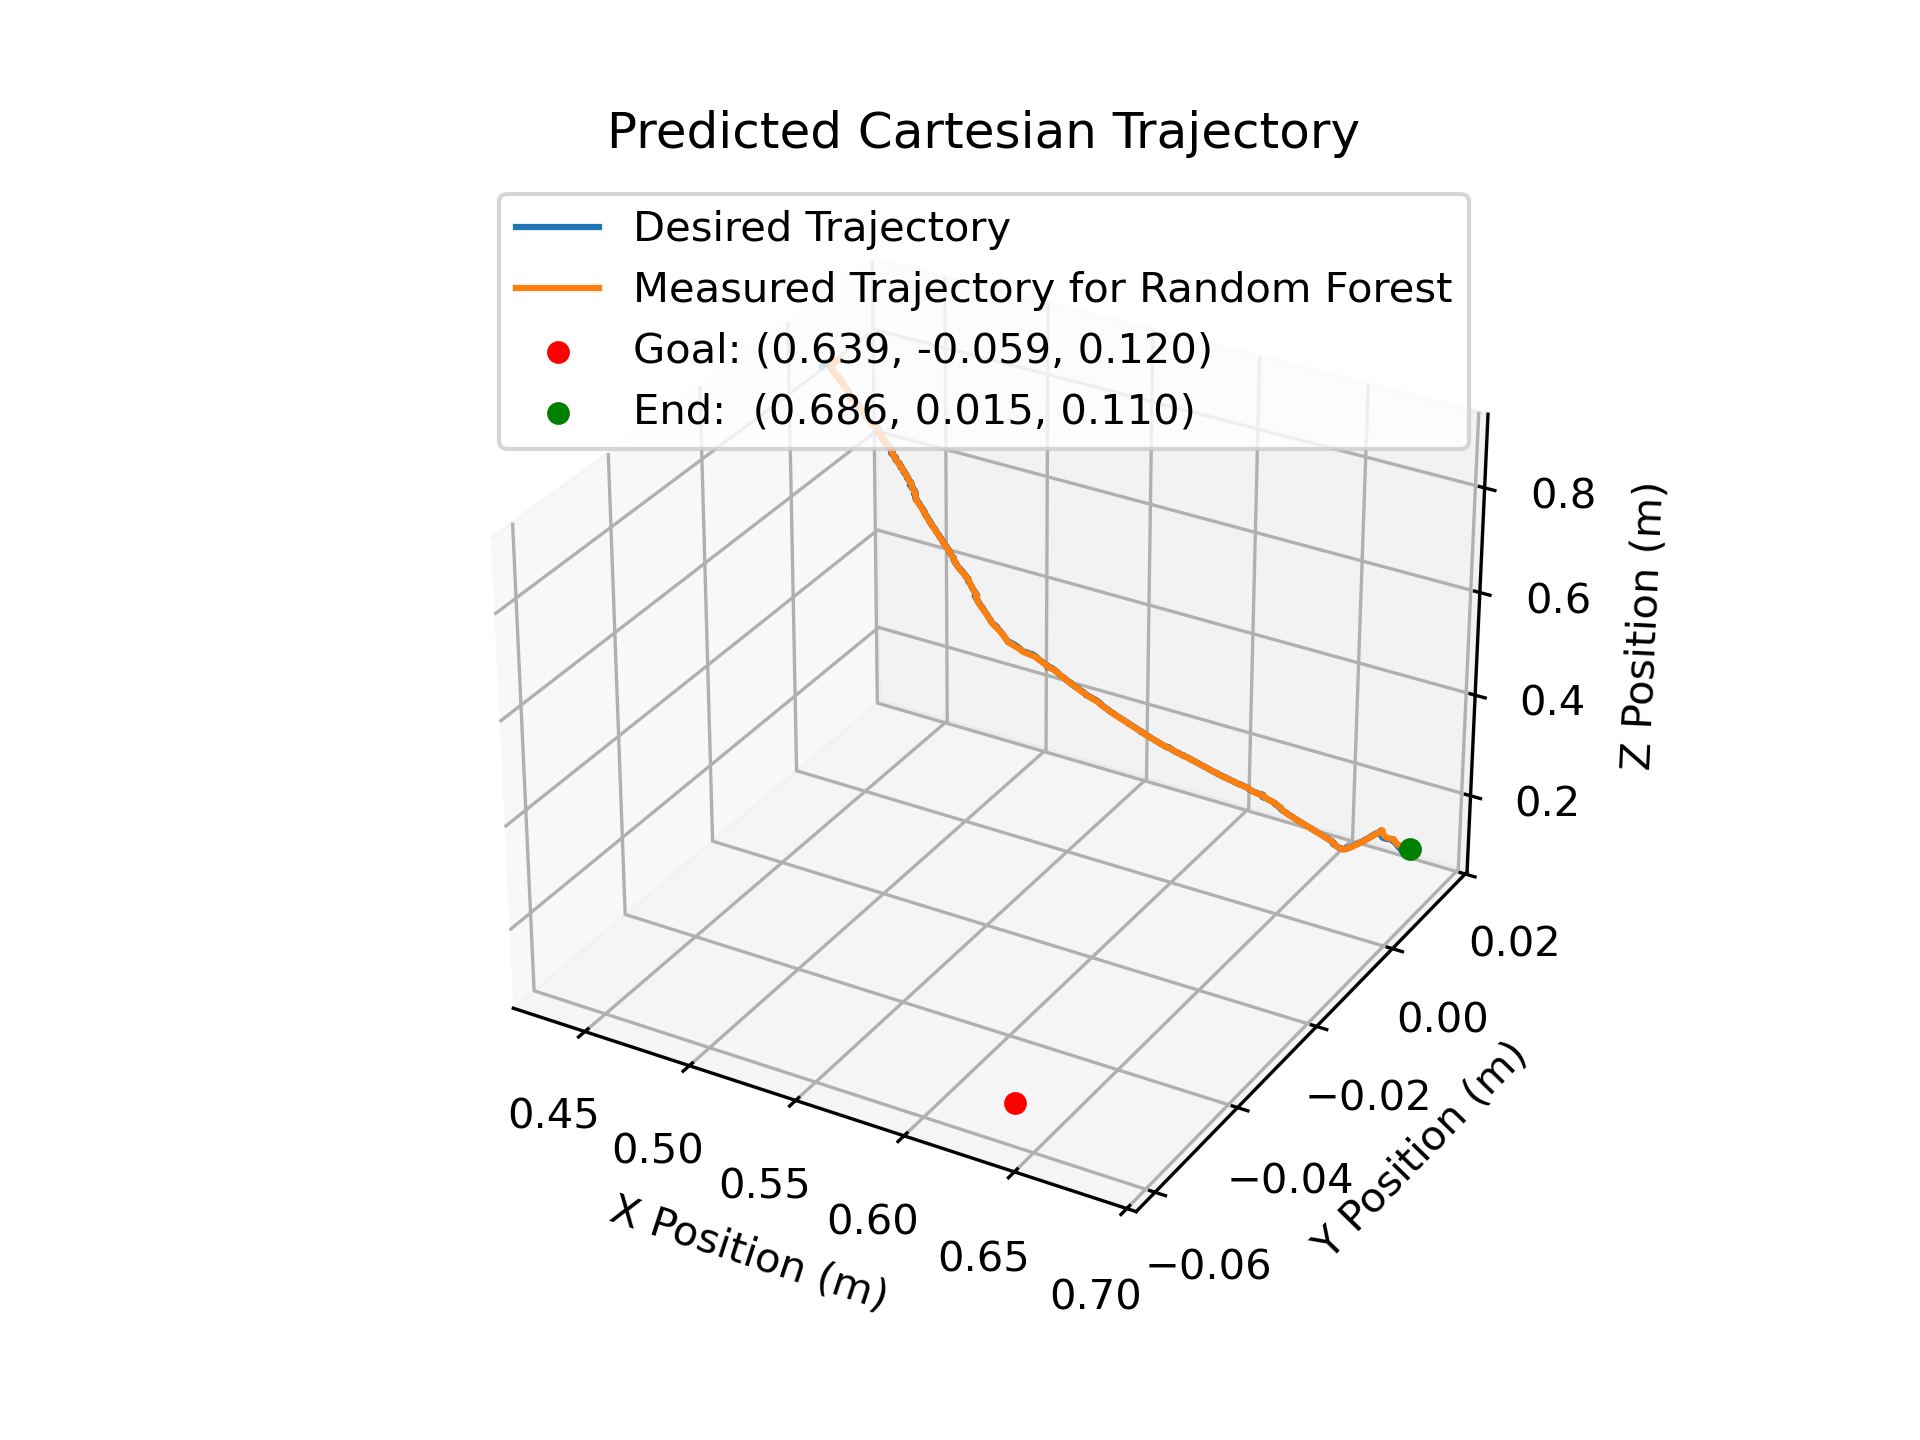 Predicted Cartesian Trajectory
Desired Trajectory
Measured Trajectory for Random Forest
Goal: (0.639, -0.059, 0.120)
End:  (0.686, 0.015, 0.110)
0.8
0.6
0.4
0.2
Z Position (m)
0.02
0.00
−0.02
−0.04
−0.06
Y Position (m)
0.45
0.50
0.55
0.60
0.65
0.70
X Position (m)